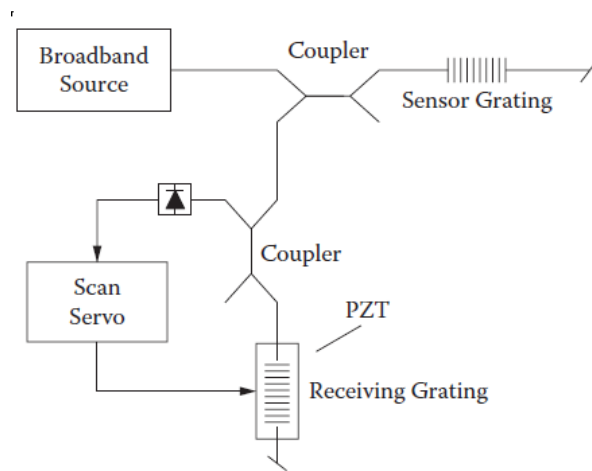 Broadband
Source
Coupler
Sensor Grating
Coupler
Scan
Servo
PZT
Receiving Grating